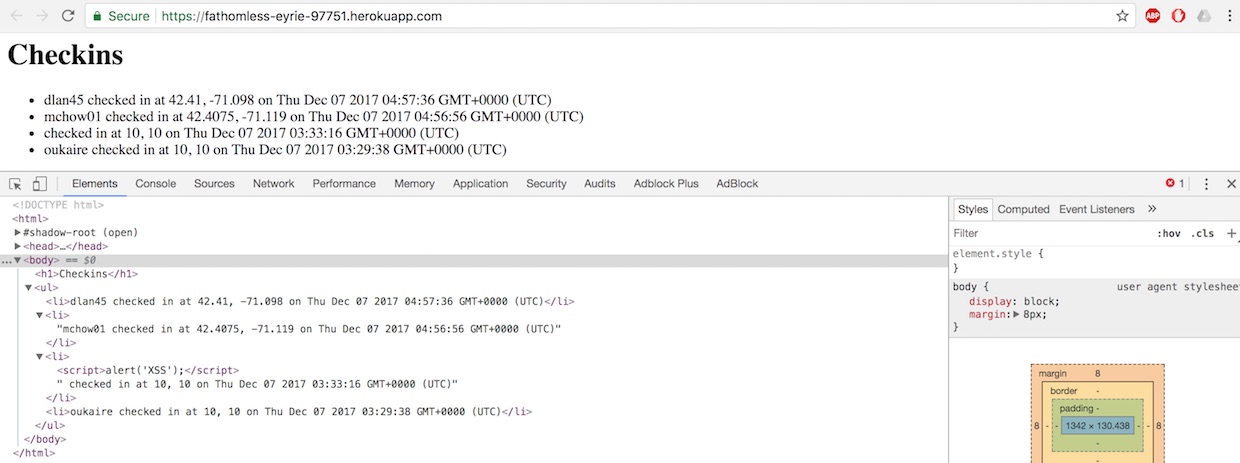 Secure https://fathomless-eyrie-97751.herokuapp.com ABP
Checkins
• dlan45 checked in at 42.41, -71.098 on Thu Dec 07 2017 04:57:36 GMT+0000 (UTC)
• mchow01 checked in at 42.4075, -71.119 on Thu Dec 07 2017 04:56:56 GMT+0000 (UTC)
• checked in at 10, 10 on Thu Dec 07 2017 03:33:16 GMT+0000 (UTC)
• oukaire checked in at 10, 10 on Thu Dec 07 2017 03:29:38 GMT+0000 (UTC)
Elements Console Sources Network Performance Memory Application Security Audits Adblock Plus AdBlock 1
<!DOCTYPE html>
<html>
▶#shadow-root (open)
▶<head>…</head>
…▼<body> == $0
<h1>Checkins</h1>
▼<ul>
<li>dlan45 checked in at 42.41, -71.098 on Thu Dec 07 2017 04:57:36 GMT+0000 (UTC)</li>
▼<li>
"mchow01 checked in at 42.4075, -71.119 on Thu Dec 07 2017 04:56:56 GMT+0000 (UTC)"
</li>
▼<li>
<script>alert('XSS');</script>
" checked in at 10, 10 on Thu Dec 07 2017 03:33:16 GMT+0000 (UTC)"
</li>
<li>oukaire checked in at 10, 10 on Thu Dec 07 2017 03:29:38 GMT+0000 (UTC)</li>
</ul>
</body>
</html>
Styles Computed Event Listeners »
Filter :hov .cls +
element.style {
}
body { user agent stylesheet
display: block;
margin:▶8px;
}
margin 8
border -
padding -
8 - - 1342 × 130.438 - - 8
-
-